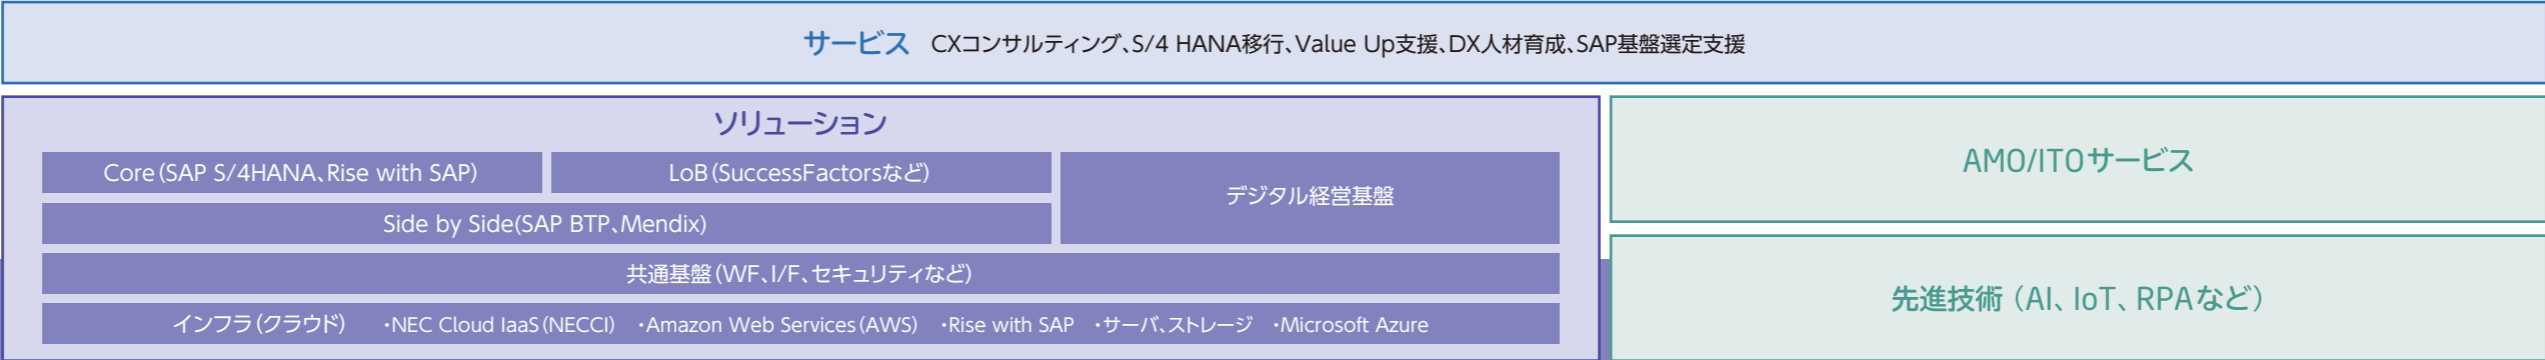 サービス CXコンサルティング、S/4 HANA移行、Value Up支援、DX人材育成、SAP基盤選定支援
ソリューション
Core(SAP S/4HANA、Rise with SAP)
LoB(SuccessFactorsなど)
デジタル経営基盤
Side by Side(SAP BTP、Mendix)
共通基盤(WF、I/F、セキュリティなど)
インフラ(クラウド) ・NEC Cloud IaaS(NECCI) ・Amazon Web Services(AWS) ・Rise with SAP ・サーバ、ストレージ ・Microsoft Azure
AMO/ITOサービス
先進技術(AI、IoT、RPAなど)